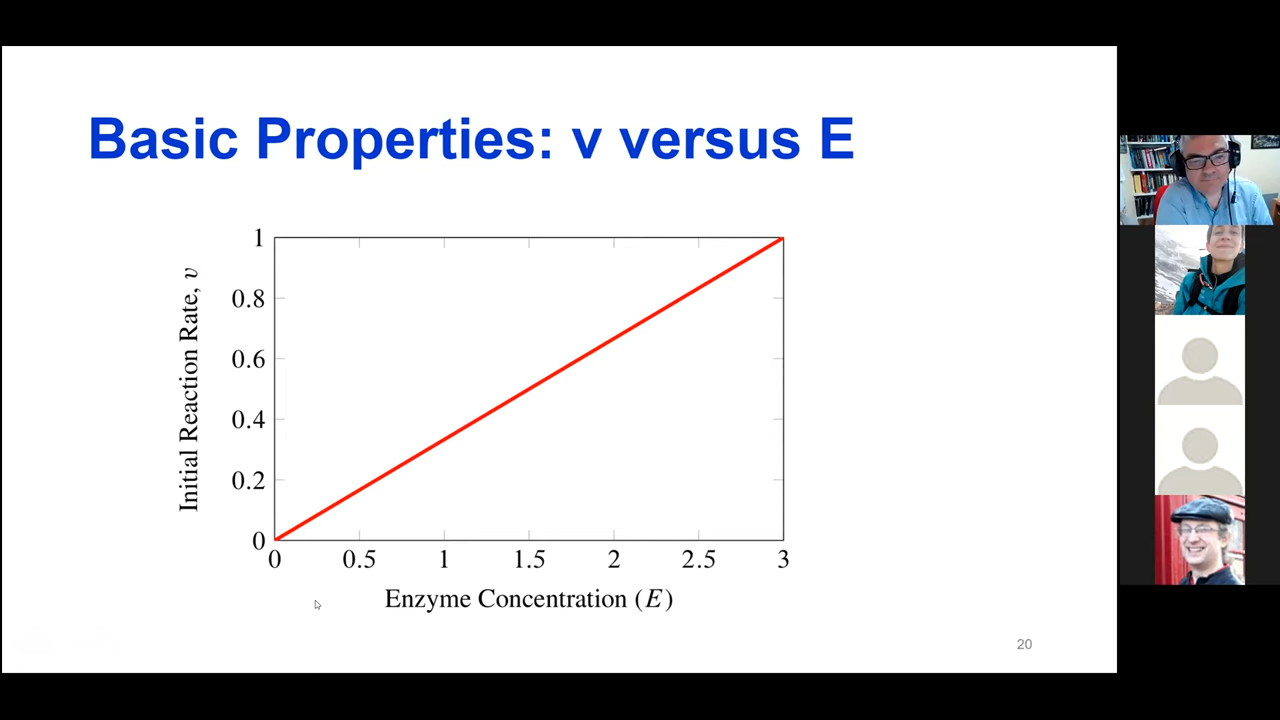 Basic Properties: v versus E
Initial Reaction Rate, v
1
0.8
0.6
0.4
0.2
0
0 0.5 1 1.5 2 2.5 3
Enzyme Concentration (E)
20